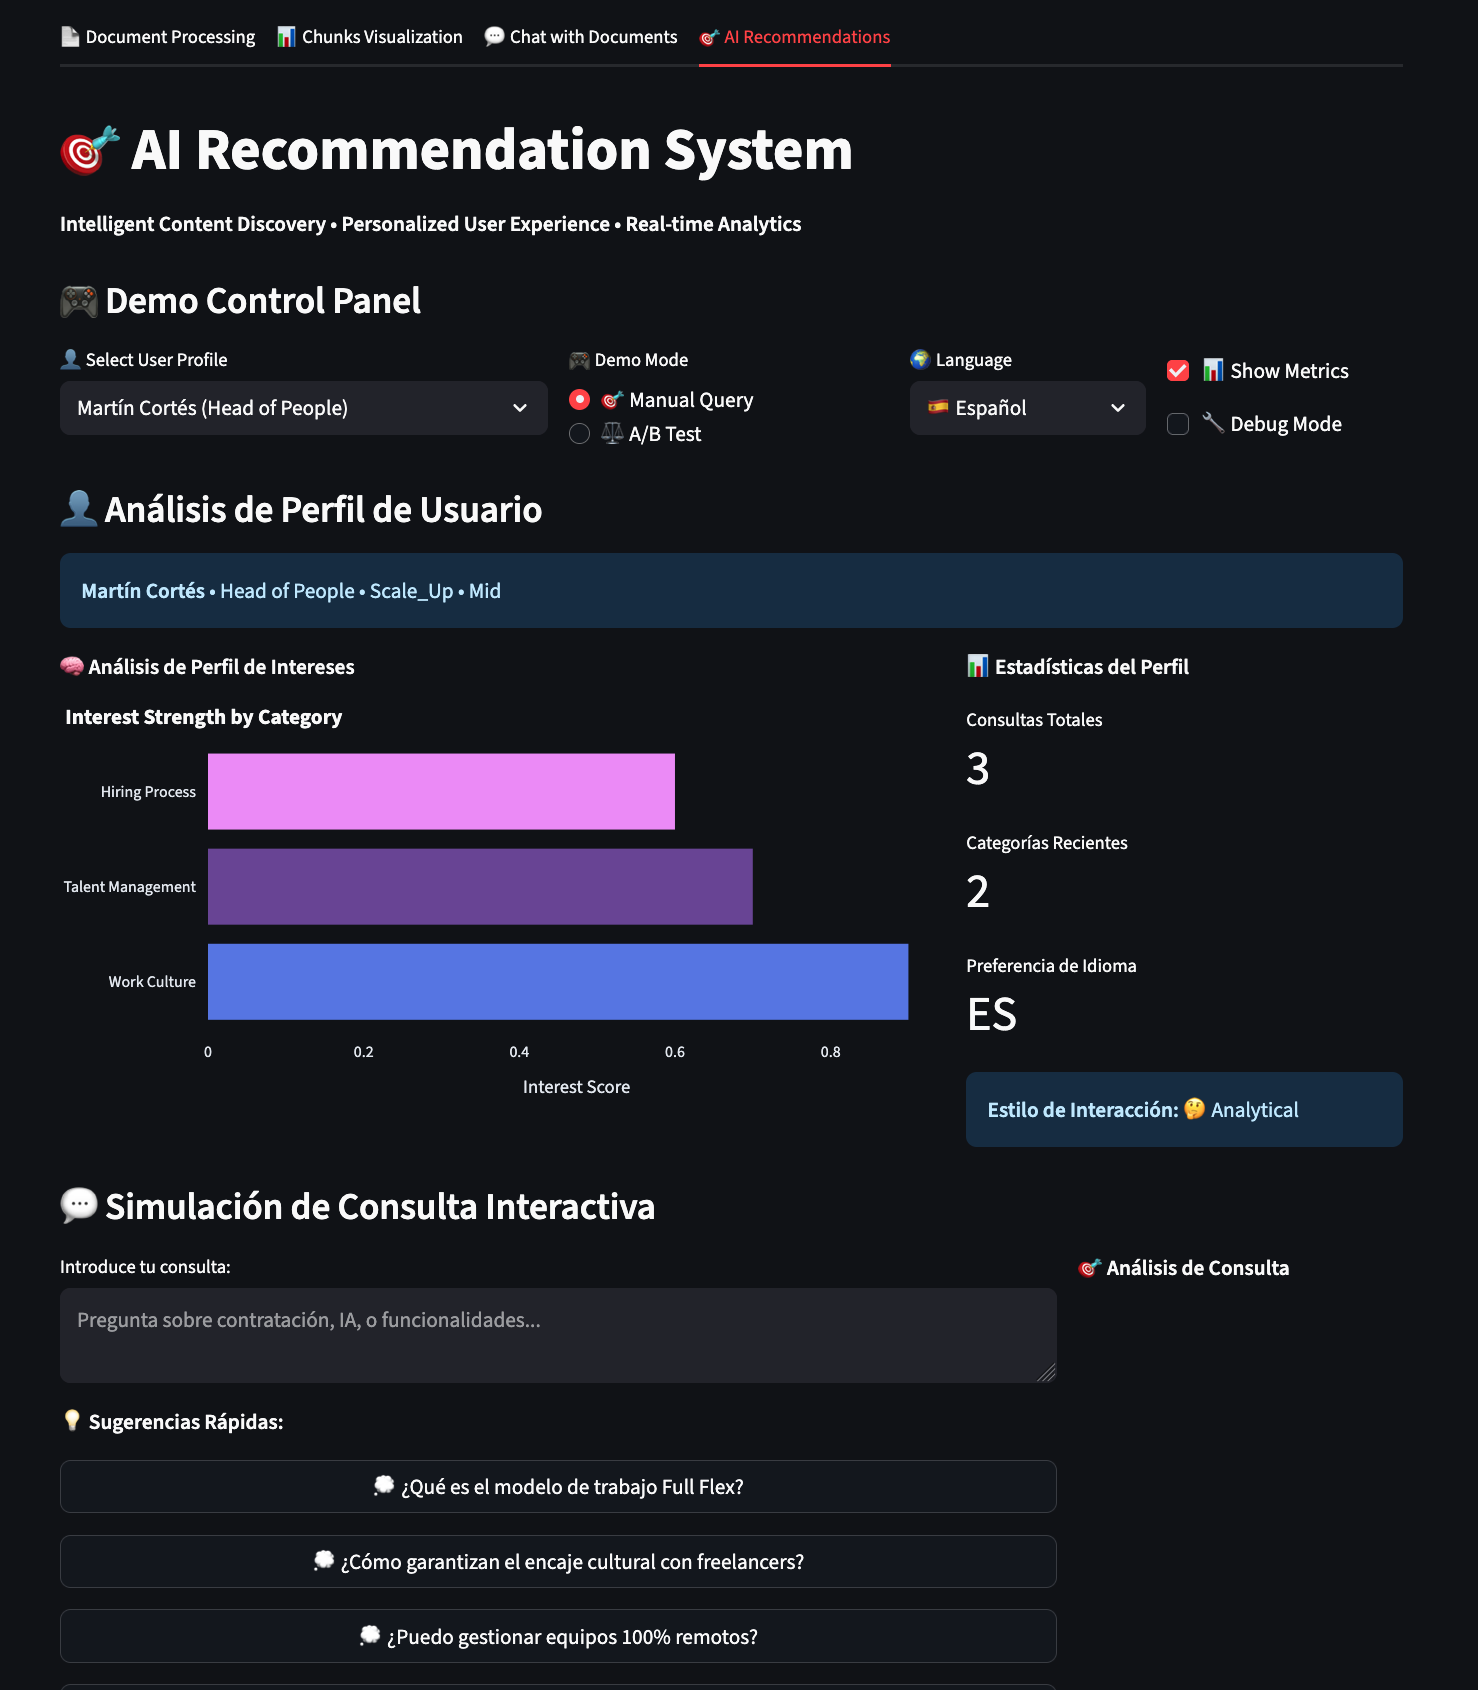 Document Processing
Chunks Visualization
Chat with Documents
AI Recommendations
AI Recommendation System
Intelligent Content Discovery • Personalized User Experience • Real-time Analytics
Demo Control Panel
Select User Profile
Martín Cortés (Head of People)
Demo Mode
Manual Query
A/B Test
Language
Español
Show Metrics
Debug Mode
Análisis de Perfil de Usuario
Martín Cortés • Head of People • Scale_Up • Mid
Análisis de Perfil de Intereses
Interest Strength by Category
Hiring Process
Talent Management
Work Culture
0 0.2 0.4 0.6 0.8
Interest Score
Estadísticas del Perfil
Consultas Totales
3
Categorías Recientes
2
Preferencia de Idioma
ES
Estilo de Interacción: Analytical
Simulación de Consulta Interactiva
Introduce tu consulta:
Pregunta sobre contratación, IA, o funcionalidades...
Análisis de Consulta
Sugerencias Rápidas:
¿Qué es el modelo de trabajo Full Flex?
¿Cómo garantizan el encaje cultural con freelancers?
¿Puedo gestionar equipos 100% remotos?